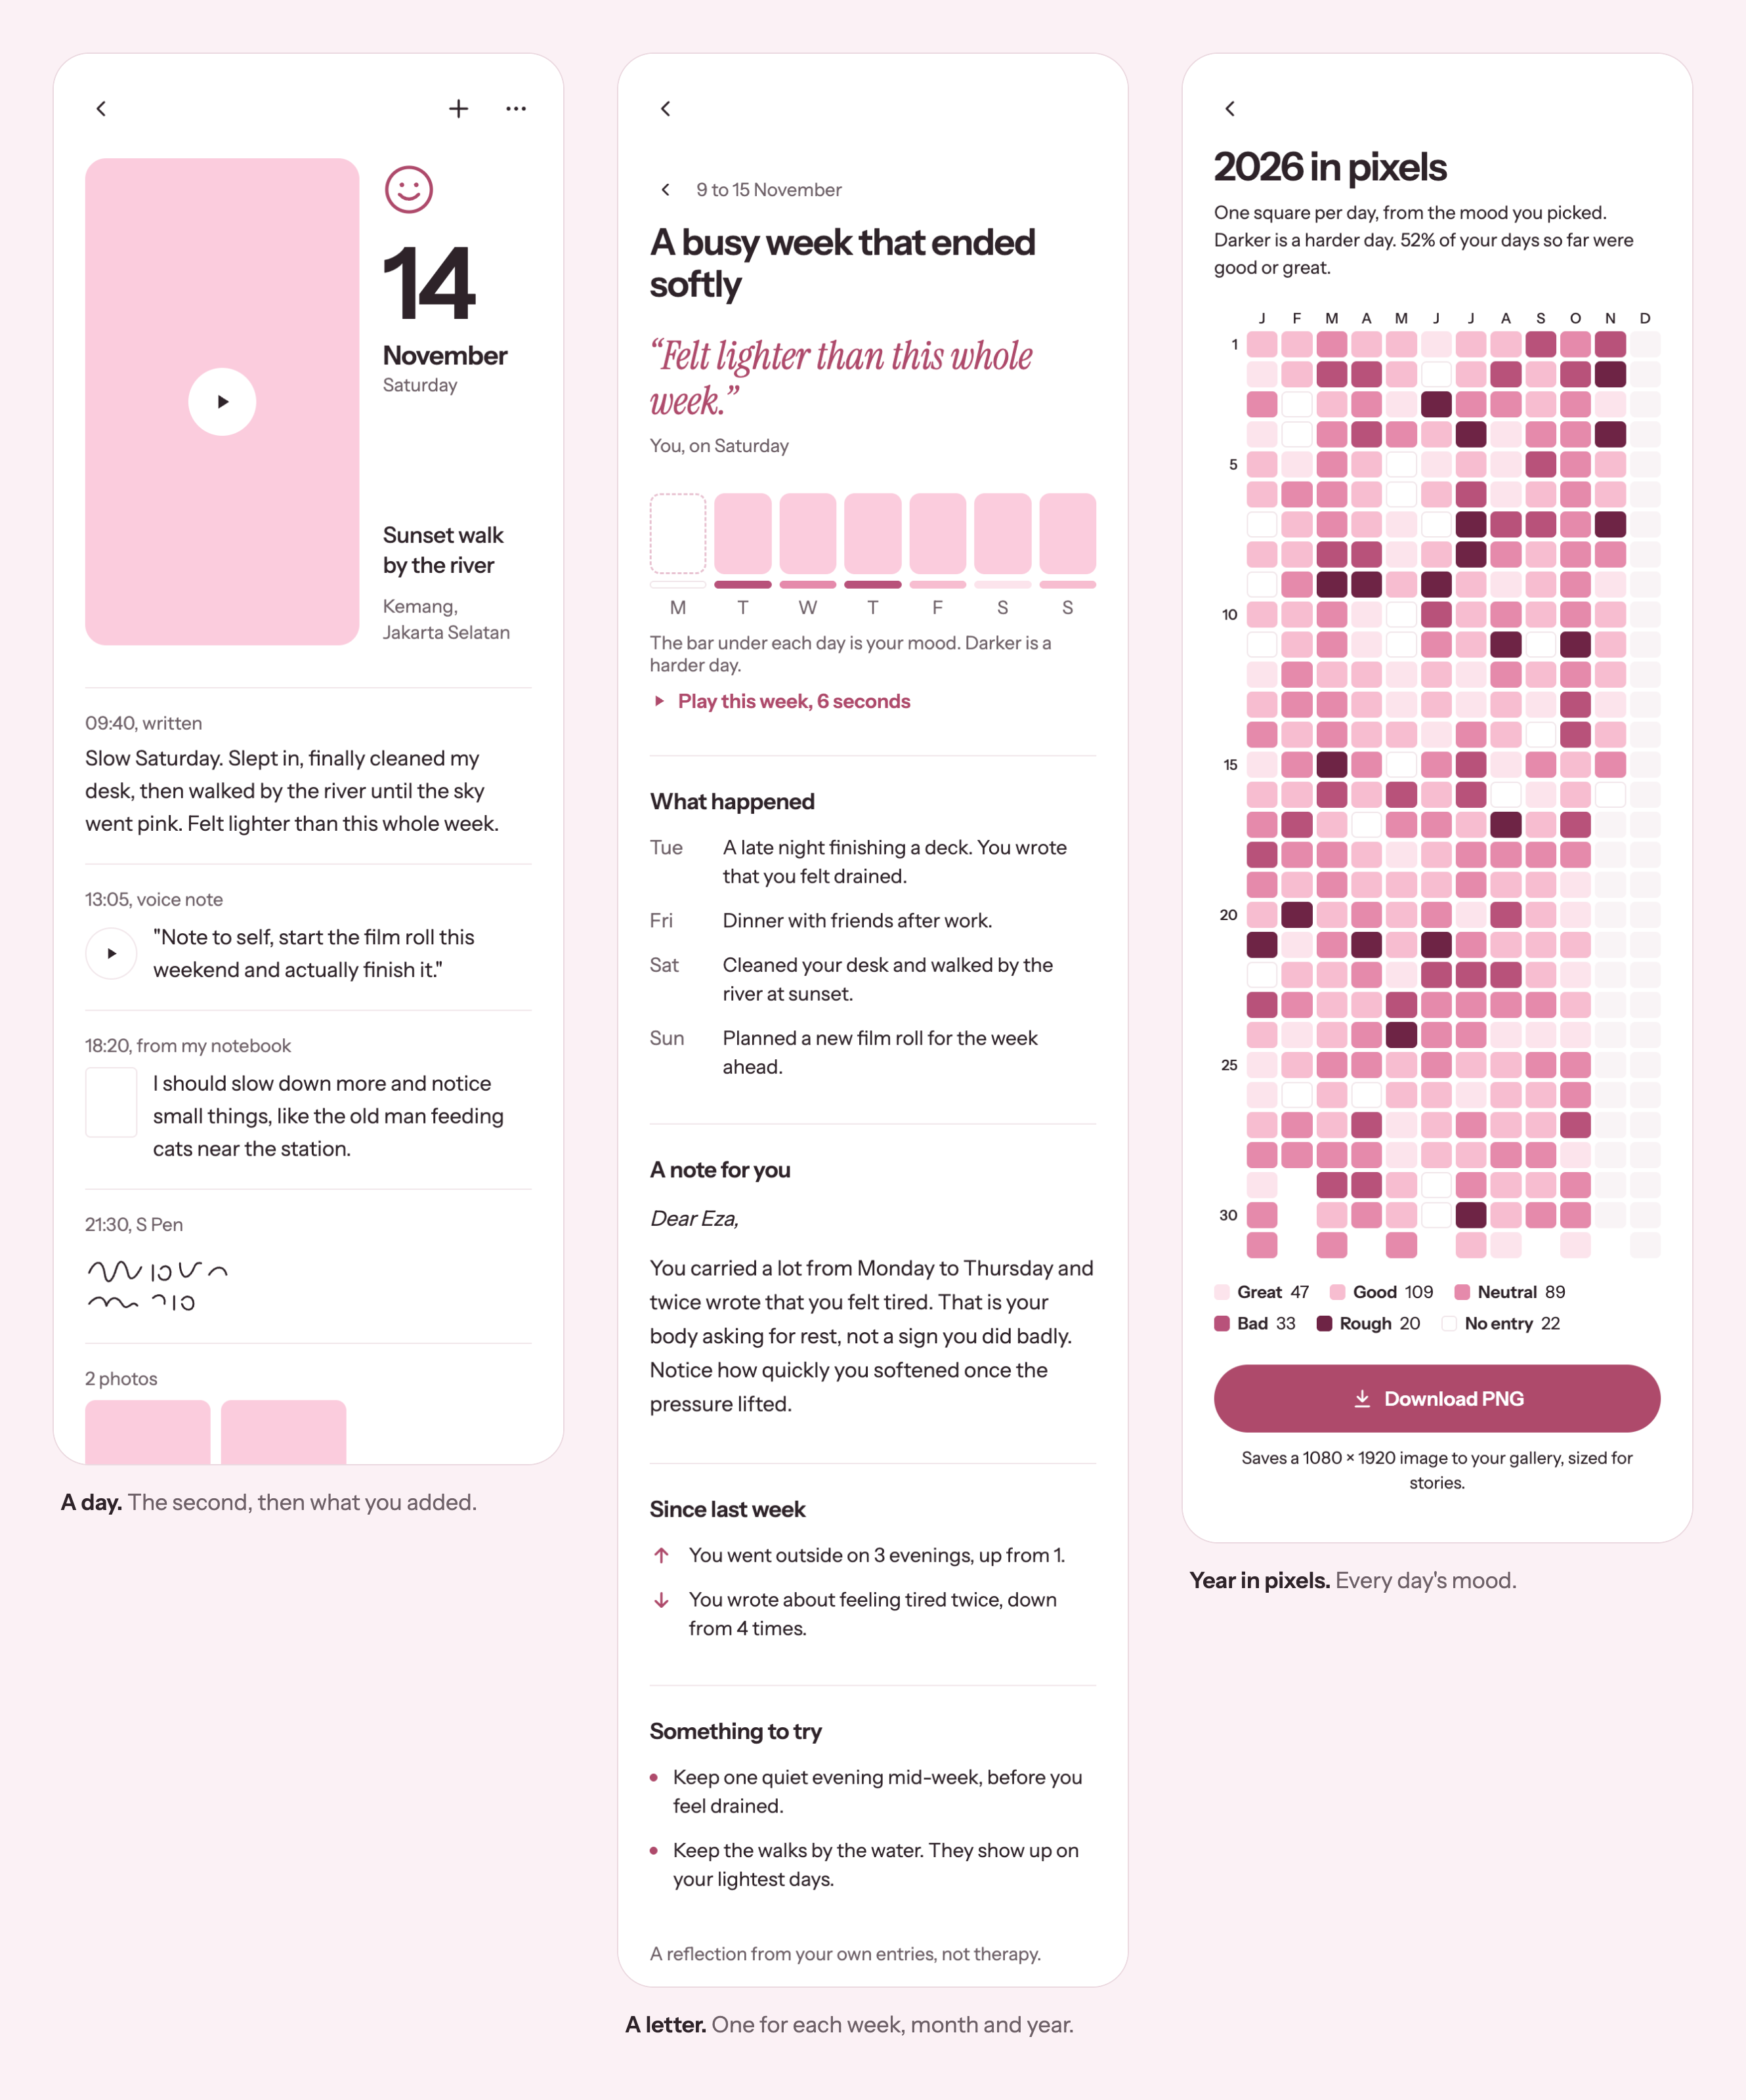 14
November
Saturday
Sunset walk
by the river
Kemang,
Jakarta Selatan
09:40, written
Slow Saturday. Slept in, finally cleaned my
desk, then walked by the river until the sky
went pink. Felt lighter than this whole week.
13:05, voice note
"Note to self, start the film roll this
weekend and actually finish it."
18:20, from my notebook
I should slow down more and notice
small things, like the old man feeding
cats near the station.
21:30, S Pen
2 photos
A day. The second, then what you added.
9 to 15 November
A busy week that ended
softly
“Felt lighter than this whole
week.”
You, on Saturday
M T W T F S S
The bar under each day is your mood. Darker is a
harder day.
Play this week, 6 seconds
What happened
Tue A late night finishing a deck. You wrote
that you felt drained.
Fri Dinner with friends after work.
Sat Cleaned your desk and walked by the
river at sunset.
Sun Planned a new film roll for the week
ahead.
A note for you
Dear Eza,
You carried a lot from Monday to Thursday and
twice wrote that you felt tired. That is your
body asking for rest, not a sign you did badly.
Notice how quickly you softened once the
pressure lifted.
Since last week
You went outside on 3 evenings, up from 1.
You wrote about feeling tired twice, down
from 4 times.
Something to try
Keep one quiet evening mid-week, before you
feel drained.
Keep the walks by the water. They show up on
your lightest days.
A reflection from your own entries, not therapy.
A letter. One for each week, month and year.
2026 in pixels
One square per day, from the mood you picked.
Darker is a harder day. 52% of your days so far were
good or great.
J F M A M J J A S O N D
1
5
10
15
20
25
30
Great 47 Good 109 Neutral 89
Bad 33 Rough 20 No entry 22
Download PNG
Saves a 1080 × 1920 image to your gallery, sized for
stories.
Year in pixels. Every day's mood.